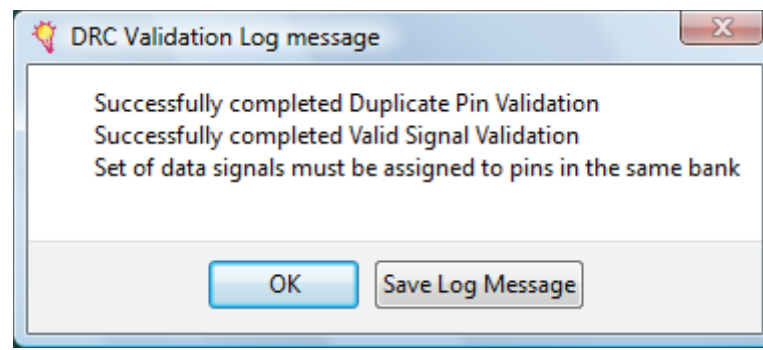 DRC Validation Log message
Successfully completed Duplicate Pin Validation
Successfully completed Valid Signal Validation
Set of data signals must be assigned to pins in the same bank
OK
Save Log Message